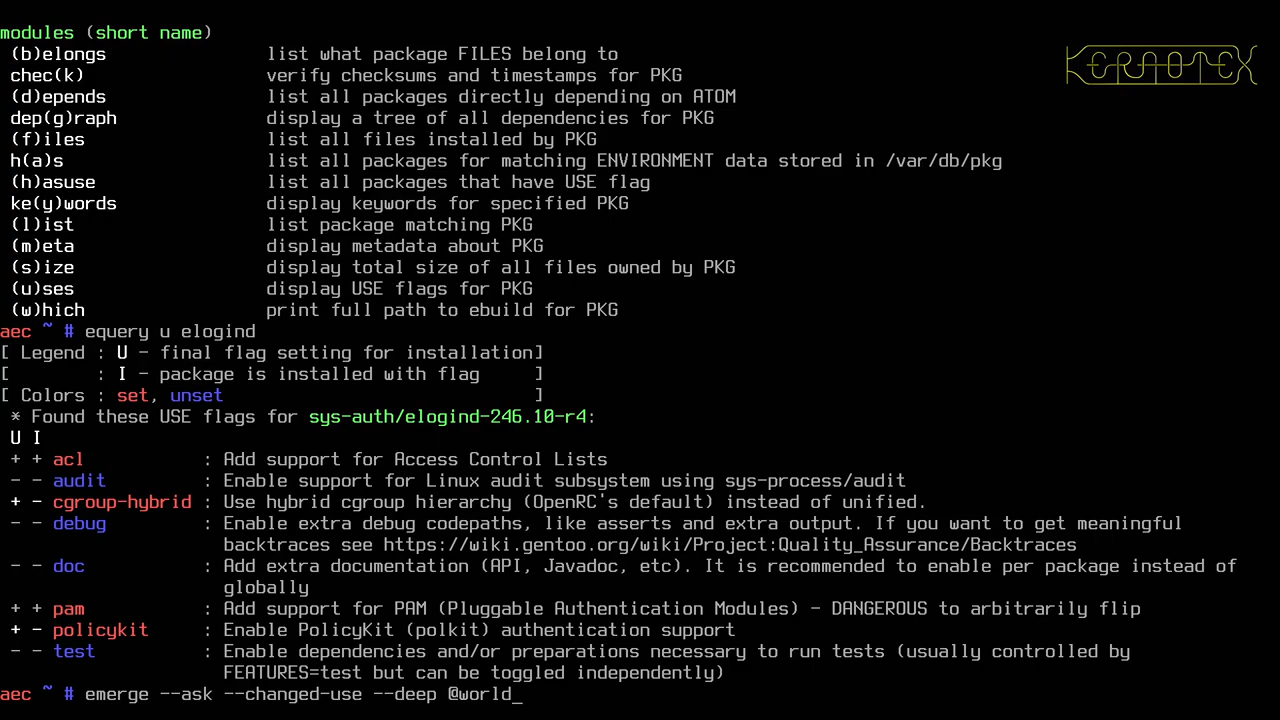 modules (short name)
(b)elongs list what package FILES belong to
chec(k) verify checksums and timestamps for PKG
(d)epends list all packages directly depending on ATOM
dep(g)raph display a tree of all dependencies for PKG
(f)iles list all files installed by PKG
h(a)s list all packages for matching ENVIRONMENT data stored in /var/db/pkg
(h)asuse list all packages that have USE flag
ke(y)words display keywords for specified PKG
(l)ist list package matching PKG
(m)eta display metadata about PKG
(s)ize display total size of all files owned by PKG
(u)ses display USE flags for PKG
(w)hich print full path to ebuild for PKG
aec ~ # equery u elogind
[ Legend : U - final flag setting for installation]
[ : I - package is installed with flag ]
[ Colors : set, unset ]
* Found these USE flags for sys-auth/elogind-246.10-r4:
U I
+ + acl : Add support for Access Control Lists
- - audit : Enable support for Linux audit subsystem using sys-process/audit
+ - cgroup-hybrid : Use hybrid cgroup hierarchy (OpenRC's default) instead of unified.
- - debug : Enable extra debug codepaths, like asserts and extra output. If you want to get meaningful
backtraces see https://wiki.gentoo.org/wiki/Project:Quality_Assurance/Backtraces
- - doc : Add extra documentation (API, Javadoc, etc). It is recommended to enable per package instead of
globally
+ + pam : Add support for PAM (Pluggable Authentication Modules) - DANGEROUS to arbitrarily flip
+ - policykit : Enable PolicyKit (polkit) authentication support
- - test : Enable dependencies and/or preparations necessary to run tests (usually controlled by
FEATURES=test but can be toggled independently)
aec ~ # emerge --ask --changed-use --deep @world_
KERAOTEX